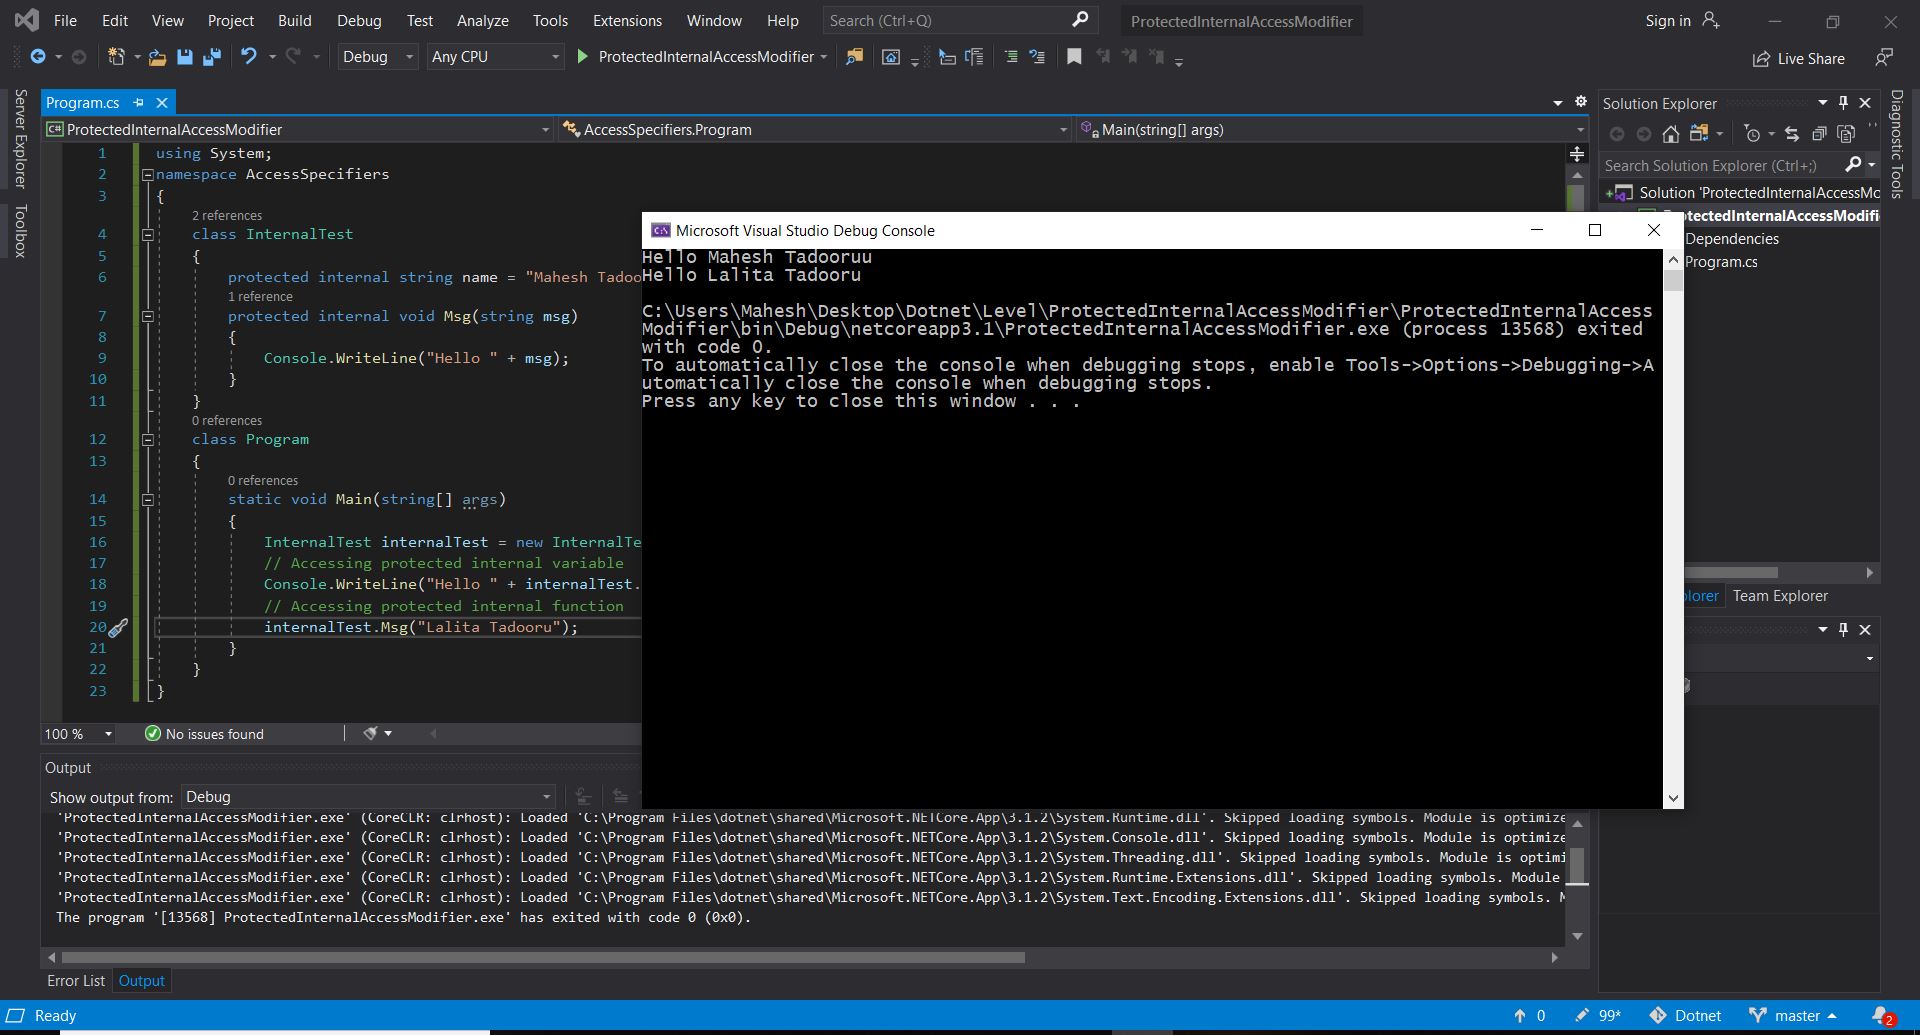 File Edit View Project Build Debug Test Analyze Tools Extensions Window Help Search (Ctrl+Q) ProtectedInternalAccessModifier Sign in
Debug Any CPU ProtectedInternalAccessModifier Live Share
Server Explorer
Toolbox
Program.cs
ProtectedInternalAccessModifier AccessSpecifiers.Program Main(string[] args)
1 using System;
2 namespace AccessSpecifiers
3 {
2 references
4 class InternalTest
5 {
6 protected internal string name = "Mahesh Tadoo
1 reference
7 protected internal void Msg(string msg)
8 {
9 Console.WriteLine("Hello " + msg);
10 }
11 }
0 references
12 class Program
13 {
0 references
14 static void Main(string[] args)
15 {
16 InternalTest internalTest = new InternalTe
17 // Accessing protected internal variable
18 Console.WriteLine("Hello " + internalTest.
19 // Accessing protected internal function
20 internalTest.Msg("Lalita Tadooru");
21 }
22 }
23 }
100 % No issues found
Microsoft Visual Studio Debug Console
Hello Mahesh Tadooruu
Hello Lalita Tadooru
C:\Users\Mahesh\Desktop\Dotnet\Level\ProtectedInternalAccessModifier\ProtectedInternalAccess
Modifier\bin\Debug\netcoreapp3.1\ProtectedInternalAccessModifier.exe (process 13568) exited
with code 0.
To automatically close the console when debugging stops, enable Tools->Options->Debugging->A
utomatically close the console when debugging stops.
Press any key to close this window . . .
Solution Explorer
Search Solution Explorer (Ctrl+;)
Solution 'ProtectedInternalAccessMo
otectedInternalAccessModifi
Dependencies
Program.cs
plorer Team Explorer
Diagnostic Tools
Output
Show output from: Debug
'ProtectedInternalAccessModifier.exe' (CoreCLR: clrhost): Loaded 'C:\Program Files\dotnet\shared\Microsoft.NETCore.App\3.1.2\System.Runtime.dll'. Skipped loading symbols. Module is optimize
'ProtectedInternalAccessModifier.exe' (CoreCLR: clrhost): Loaded 'C:\Program Files\dotnet\shared\Microsoft.NETCore.App\3.1.2\System.Console.dll'. Skipped loading symbols. Module is optimize
'ProtectedInternalAccessModifier.exe' (CoreCLR: clrhost): Loaded 'C:\Program Files\dotnet\shared\Microsoft.NETCore.App\3.1.2\System.Threading.dll'. Skipped loading symbols. Module is optimi
'ProtectedInternalAccessModifier.exe' (CoreCLR: clrhost): Loaded 'C:\Program Files\dotnet\shared\Microsoft.NETCore.App\3.1.2\System.Runtime.Extensions.dll'. Skipped loading symbols. Module
'ProtectedInternalAccessModifier.exe' (CoreCLR: clrhost): Loaded 'C:\Program Files\dotnet\shared\Microsoft.NETCore.App\3.1.2\System.Text.Encoding.Extensions.dll'. Skipped loading symbols. M
The program '[13568] ProtectedInternalAccessModifier.exe' has exited with code 0 (0x0).
Error List Output
Ready 0 99* Dotnet master 2